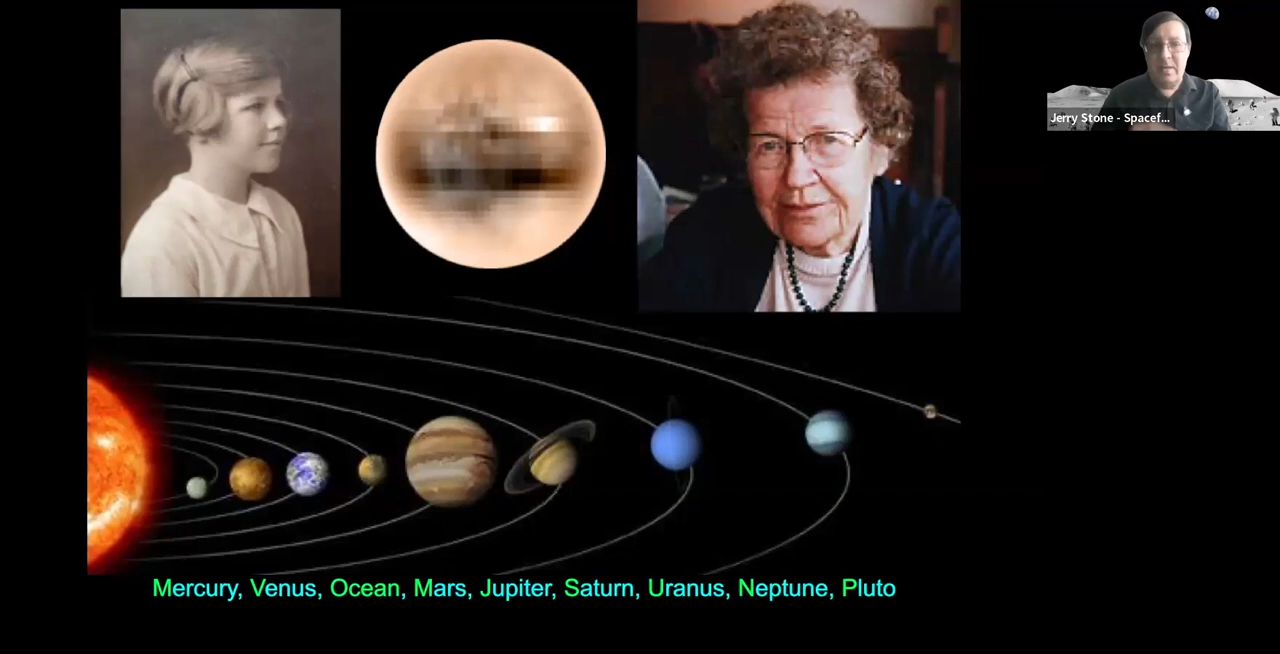 Jerry Stone - Spacef...
Mercury, Venus, Ocean, Mars, Jupiter, Saturn, Uranus, Neptune, Pluto